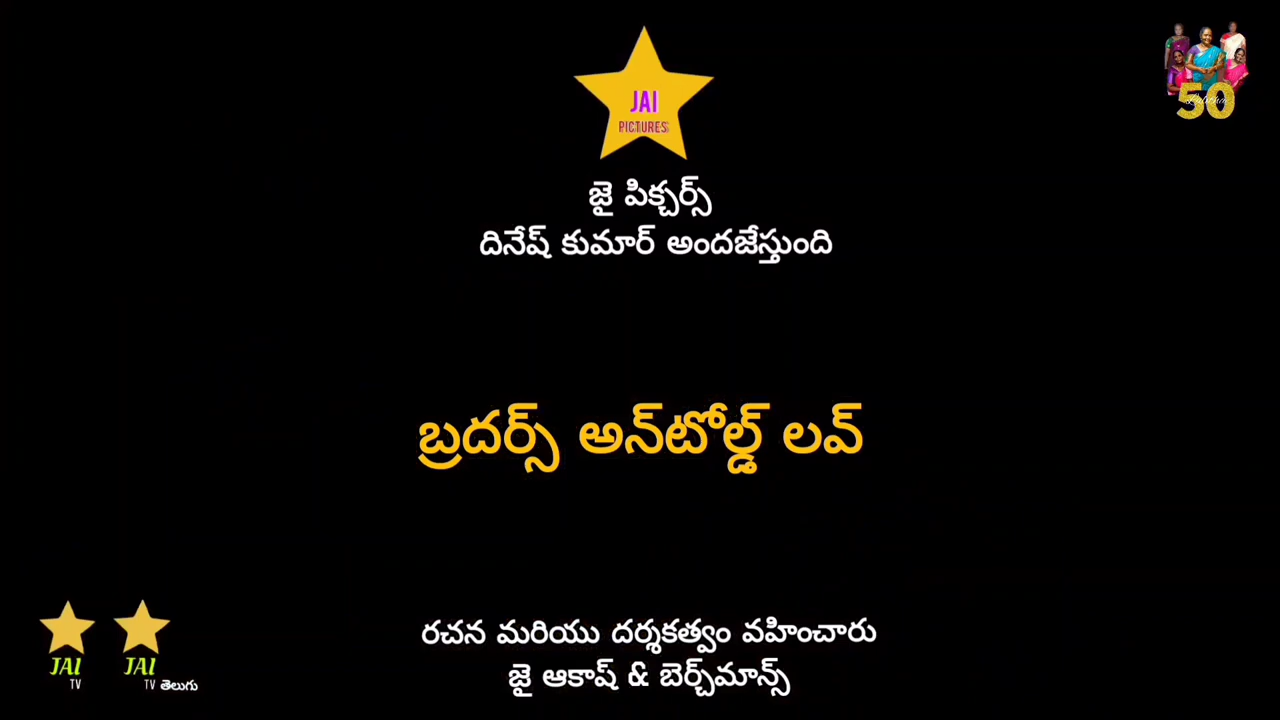 JAI
PICTURES
జై పిక్చర్స్
దినేష్ కుమార్ అందజేస్తుంది
50
బ్రదర్స్ అన్‌టోల్డ్ లవ్
రచన మరియు దర్శకత్వం వహించారు
జై ఆకాష్ & బెర్చ్‌మాన్స్
JAI
TV
JAI
TV తెలుగు